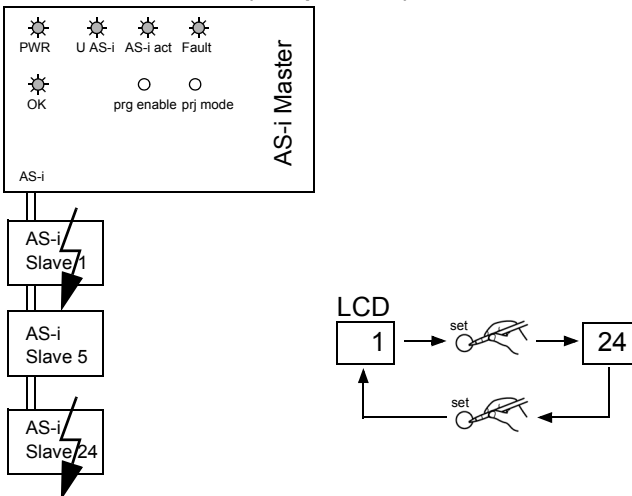 PWR U AS-i AS-i act Fault
OK prg enable prj mode
AS-i Master
AS-i
AS-i
Slave 1
AS-i
Slave 5
AS-i
Slave 24
LCD
1 set 24
set